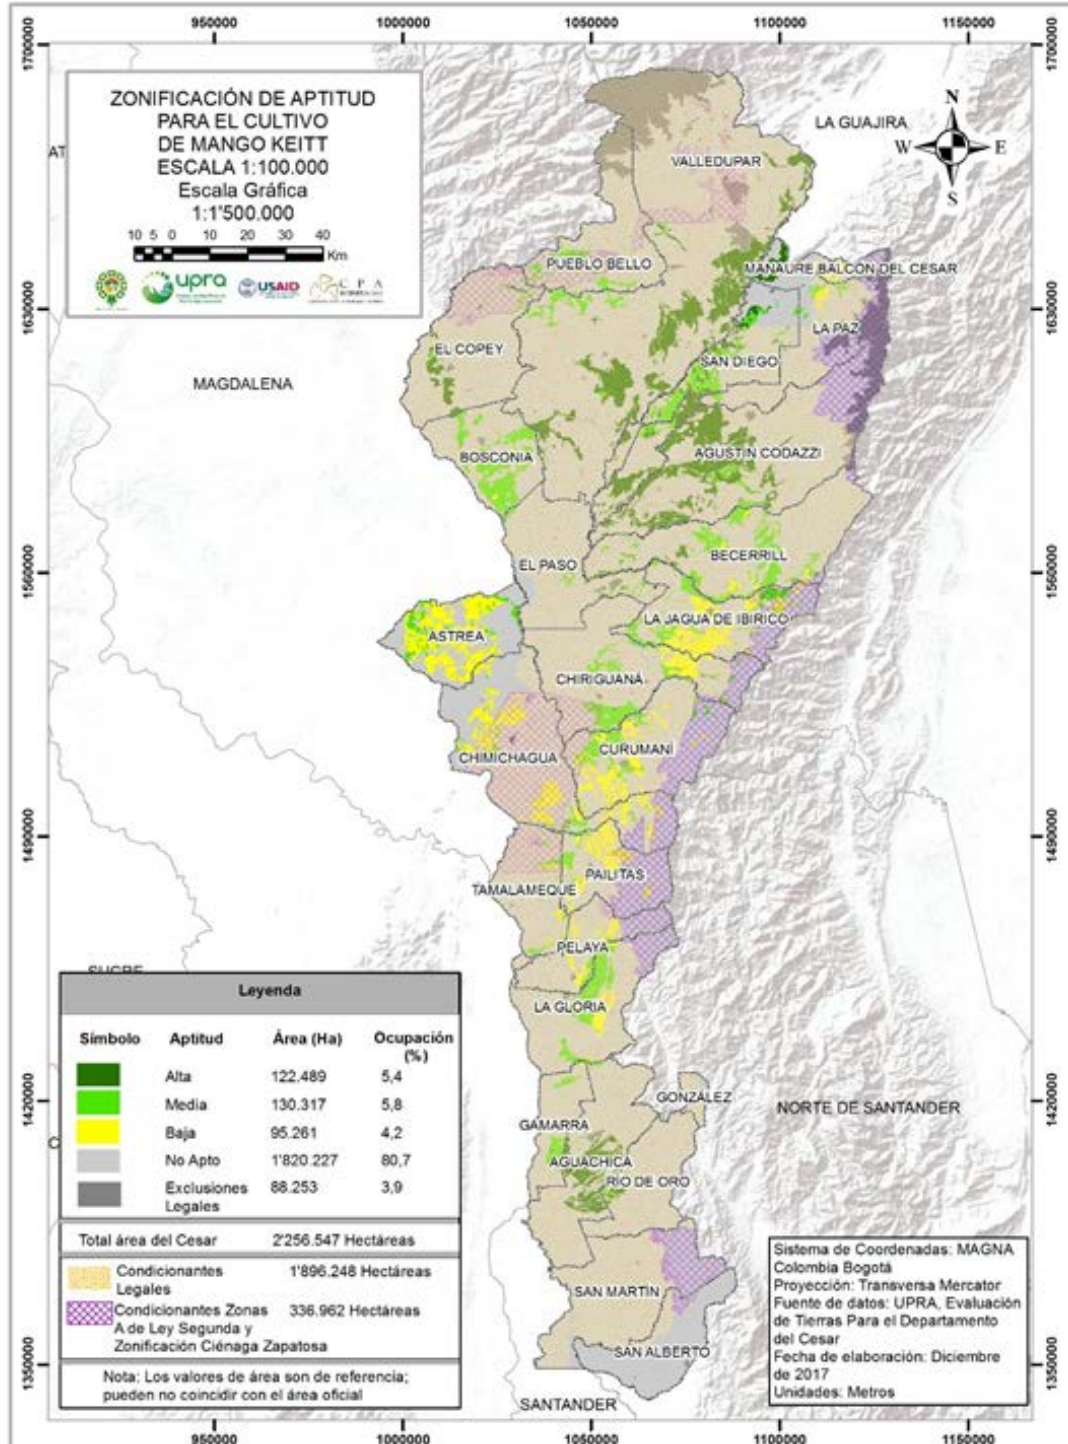 950000 1000000 1050000 1100000 1150000
1700000 1700000
ZONIFICACIÓN DE APTITUD
PARA EL CULTIVO
DE MANGO KEITT
ESCALA 1:100.000
Escala Gráfica
1:1'500.000
10 5 0 10 20 30 40
Km
upra
USAID
CPA
AT
LA GUAJIRA
N
W E
S
VALLEDUPAR
PUEBLO BELLO
MANAURE BALCON DEL CESAR
1630000 1630000
LA PAZ
EL COPEY
SAN DIEGO
MAGDALENA
AGUSTIN CODAZZI
BOSCONIA
BECERRILL
EL PASO
1560000 1560000
LA JAGUA DE IBIRICO
ASTREA
CHIRIGUANÁ
CURUMANÍ
CHIMICHAGUA
1490000 1490000
PAILITAS
TAMALAMEQUE
PELAYA
SUCRE
LA GLORIA
Leyenda
Símbolo Aptitud Área (Ha) Ocupación
(%)
Alta 122.489 5,4
Media 130.317 5,8
Baja 95.261 4,2
No Apto 1'820.227 80,7
Exclusiones 88.253 3,9
Legales
Total área del Cesar 2'256.547 Hectáreas
Condicionantes 1'896.248 Hectáreas
Legales
Condicionantes Zonas 336.962 Hectáreas
A de Ley Segunda y
Zonificación Ciénaga Zapatosa
Nota: Los valores de área son de referencia;
pueden no coincidir con el área oficial
1420000 1420000
GONZÁLEZ
NORTE DE SANTANDER
GAMARRA
AGUACHICA
RÍO DE ORO
SAN MARTÍN
SAN ALBERTO
SANTANDER
Sistema de Coordenadas: MAGNA
Colombia Bogotá
Proyección: Transversa Mercator
Fuente de datos: UPRA, Evaluación
de Tierras Para el Departamento
del Cesar
Fecha de elaboración: Diciembre
de 2017
Unidades: Metros
1350000 1350000
950000 1000000 1050000 1100000 1150000